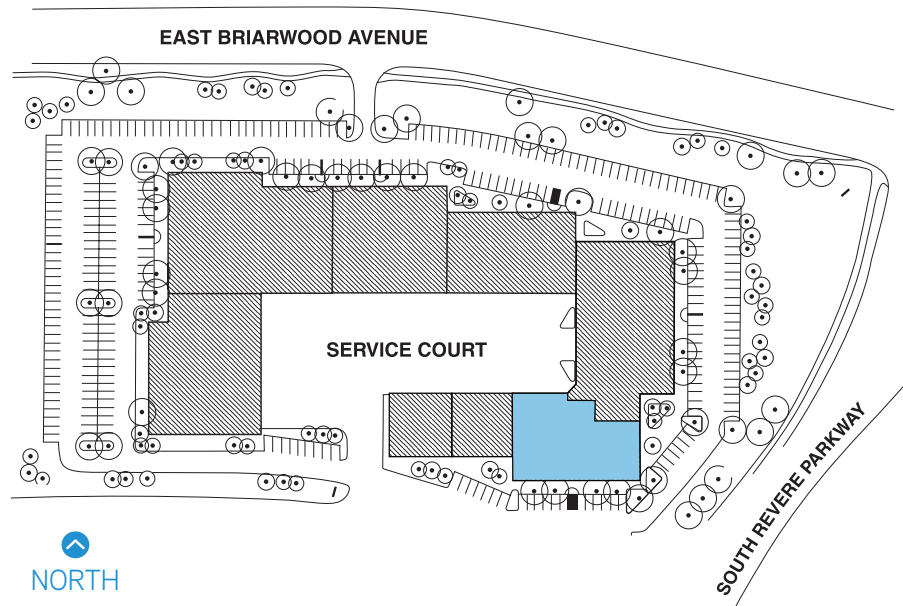 EAST BRIARWOOD AVENUE
SERVICE COURT
SOUTH REVERE PARKWAY
NORTH